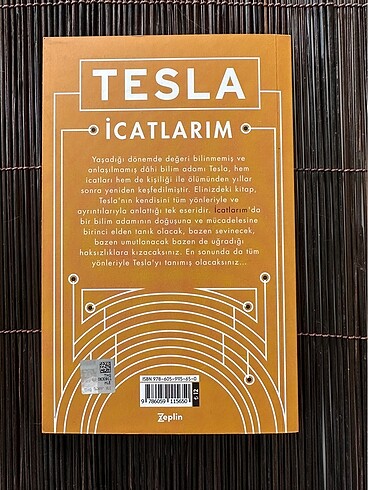 TESLA
İCATLARIM
Yaşadığı dönemde değeri bilinmemiş ve
anlaşılmamış dâhi bilim adamı Tesla, hem
icatları hem de kişiliği ile ölümünden yıllar
sonra yeniden keşfedilmiştir. Elinizdeki kitap,
Tesla'nın kendisini tüm yönleriyle ve
ayrıntılarıyla anlattığı tek eseridir. İcatlarım'da
bir bilim adamının doğuşuna ve mücadelesine
birinci elden tanık olacak, bazen sevinecek,
bazen umutlanacak bazen de uğradığı
haksızlıklara kızacaksınız. En sonunda da tüm
yönleriyle Tesla'yı tanımış olacaksınız...
ISBN 978-605-9115-65-0
9 786059 115650
Zeplin